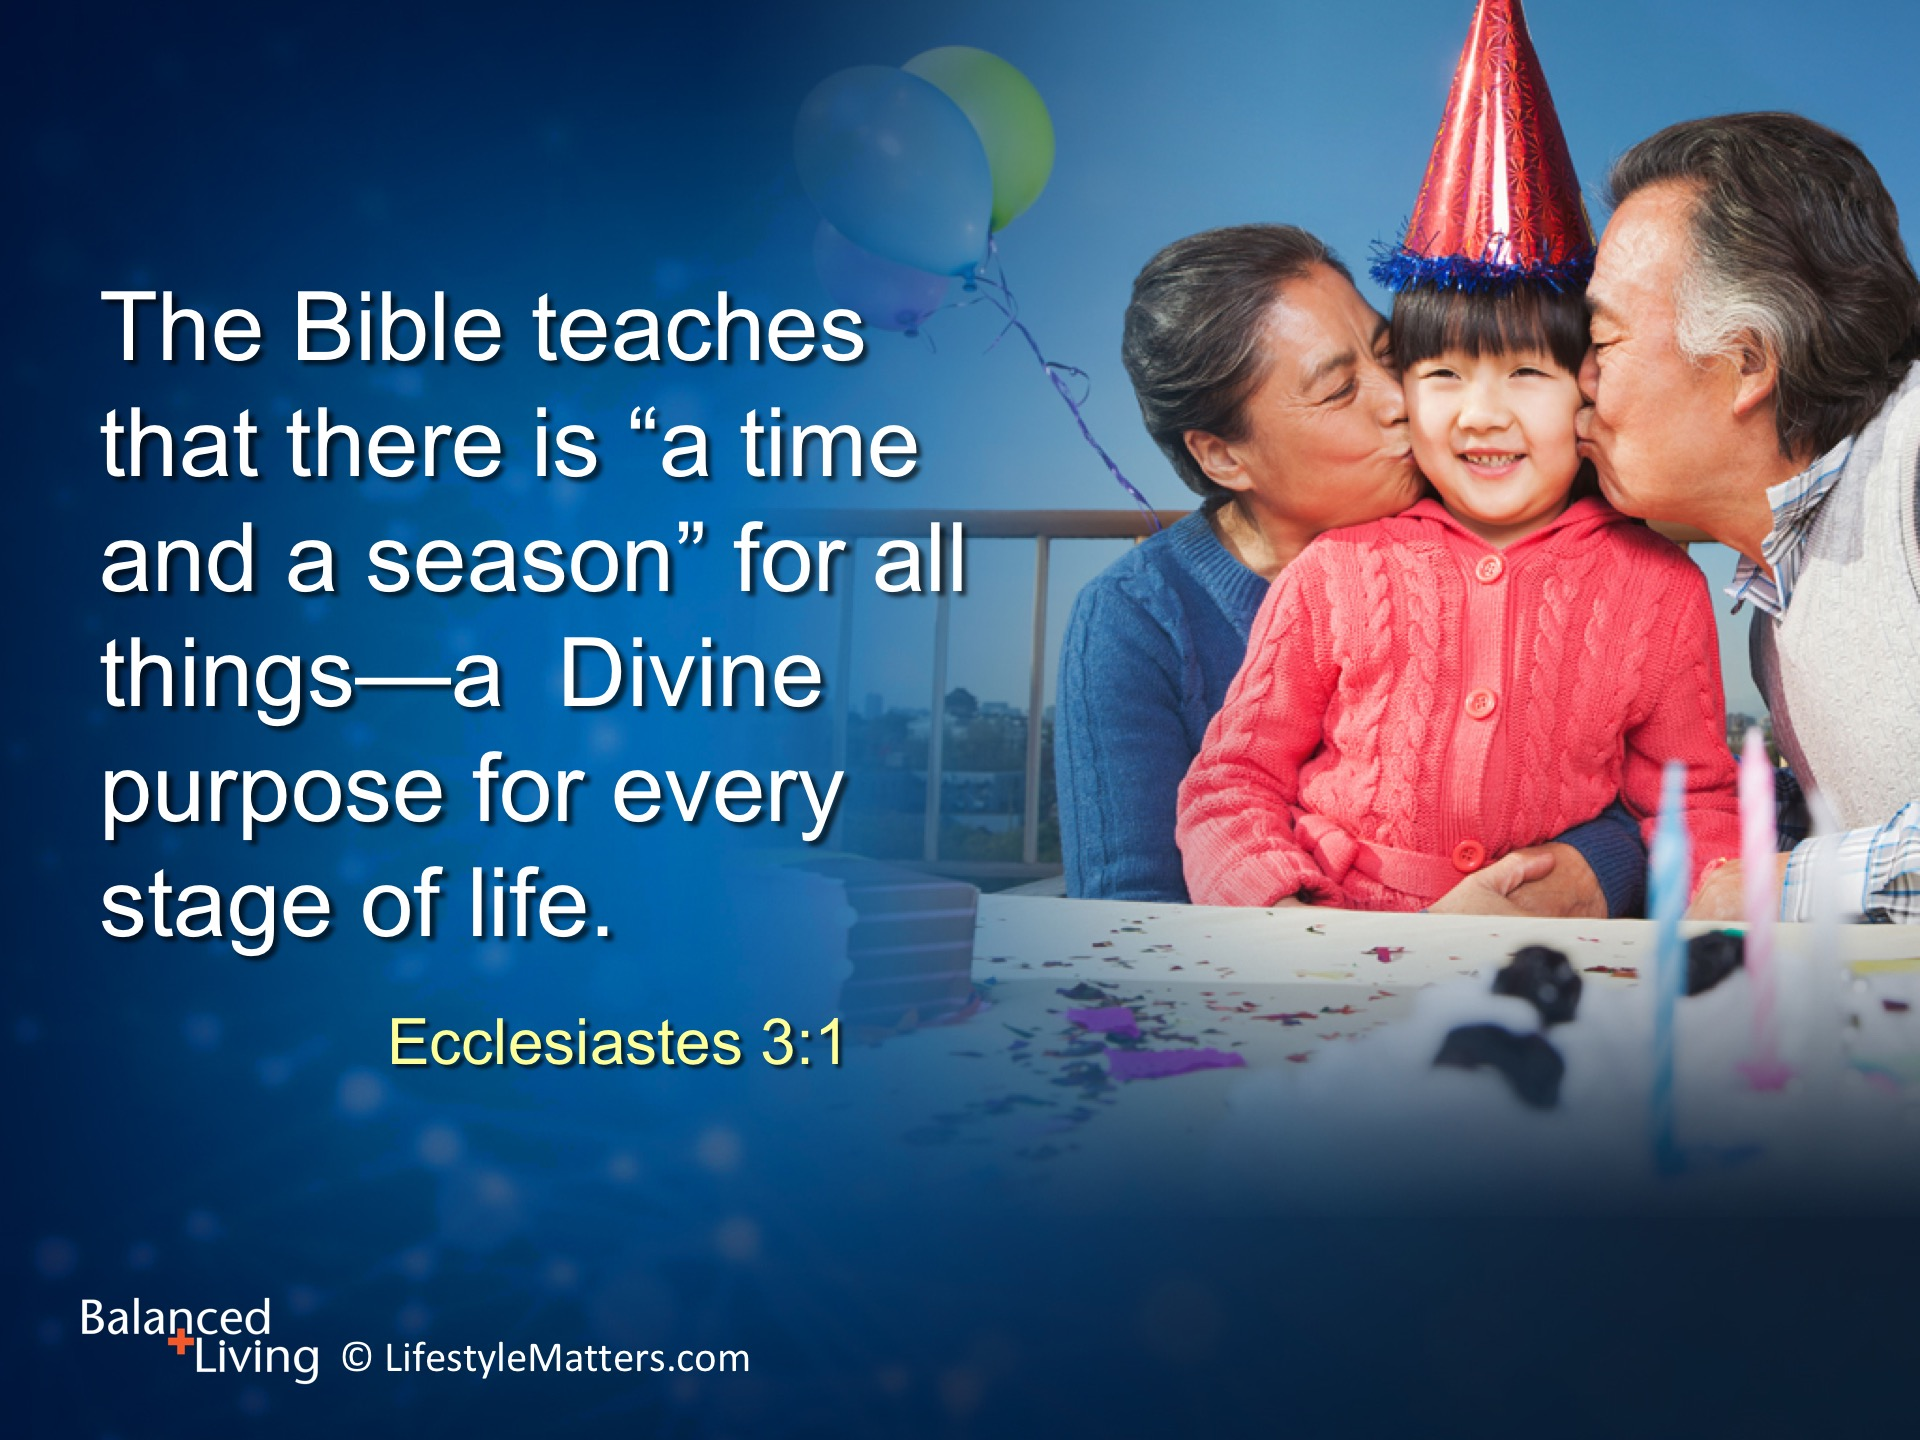 The Bible teaches
that there is “a time
and a season” for all
things—a  Divine
purpose for every
stage of life.
Ecclesiastes 3:1
Balanced
+Living © LifestyleMatters.com